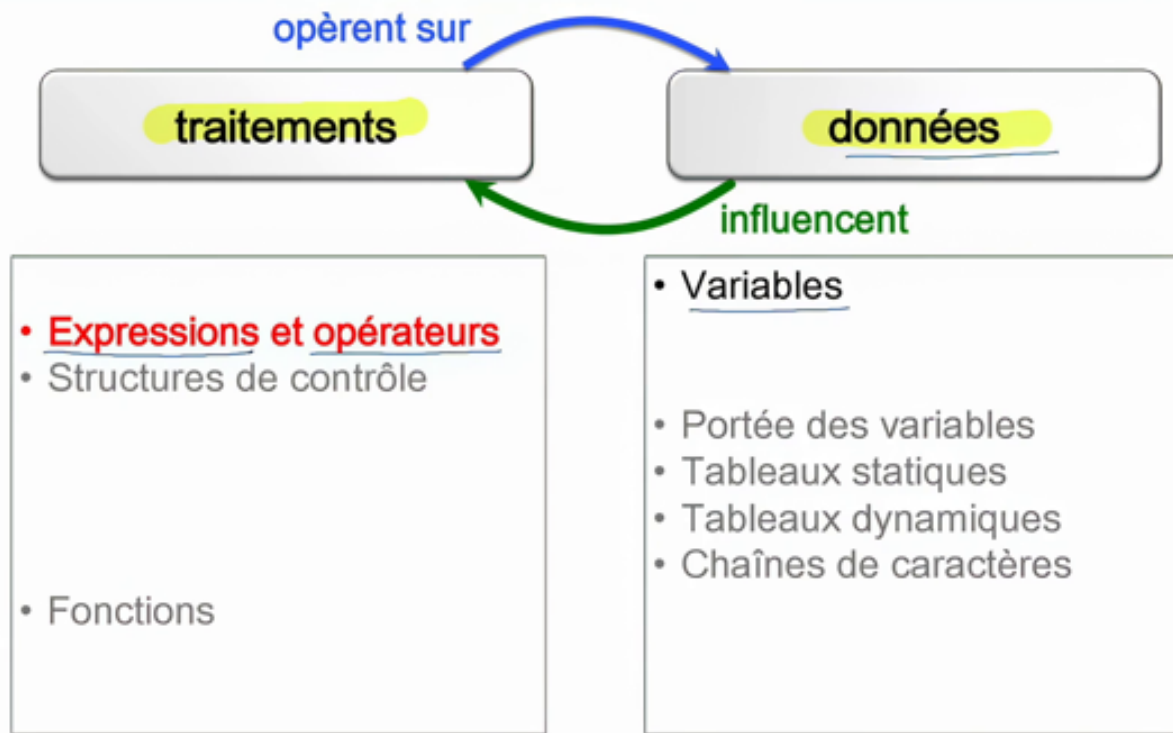 opèrent sur
traitements
données
influencent
• Expressions et opérateurs
• Structures de contrôle
• Fonctions
• Variables
• Portée des variables
• Tableaux statiques
• Tableaux dynamiques
• Chaînes de caractères